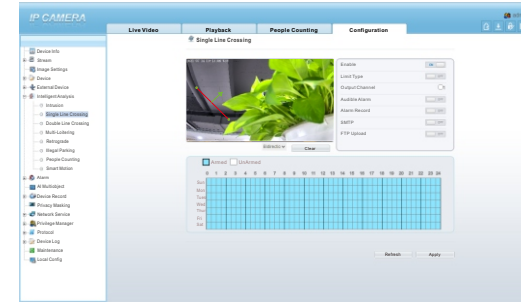 IP CAMERA
Live Video
Playback
People Counting
Configuration
Single Line Crossing
Device Info
Stream
Image Settings
Device
External Device
Intelligent Analysis
Intrusion
Single Line Crossing
Double Line Crossing
Multi-Loitering
Retrograde
Illegal Parking
People Counting
Smart Motion
Alarm
AI Multiobject
Device Record
Privacy Masking
Network Service
Privilege Manager
Protocol
Device Log
Maintenance
Local Config
Enable
Limit Type
Output Channel
1
Audible Alarm
Alarm Record
SMTP
FTP Upload
Clear
Armed
UnArmed
0 1 2 3 4 5 6 7 8 9 10 11 12 13 14 15 16 17 18 19 20 21 22 23 24
Sun
Mon
Tues
Wed
Thur
Fri
Sat
Refresh
Apply